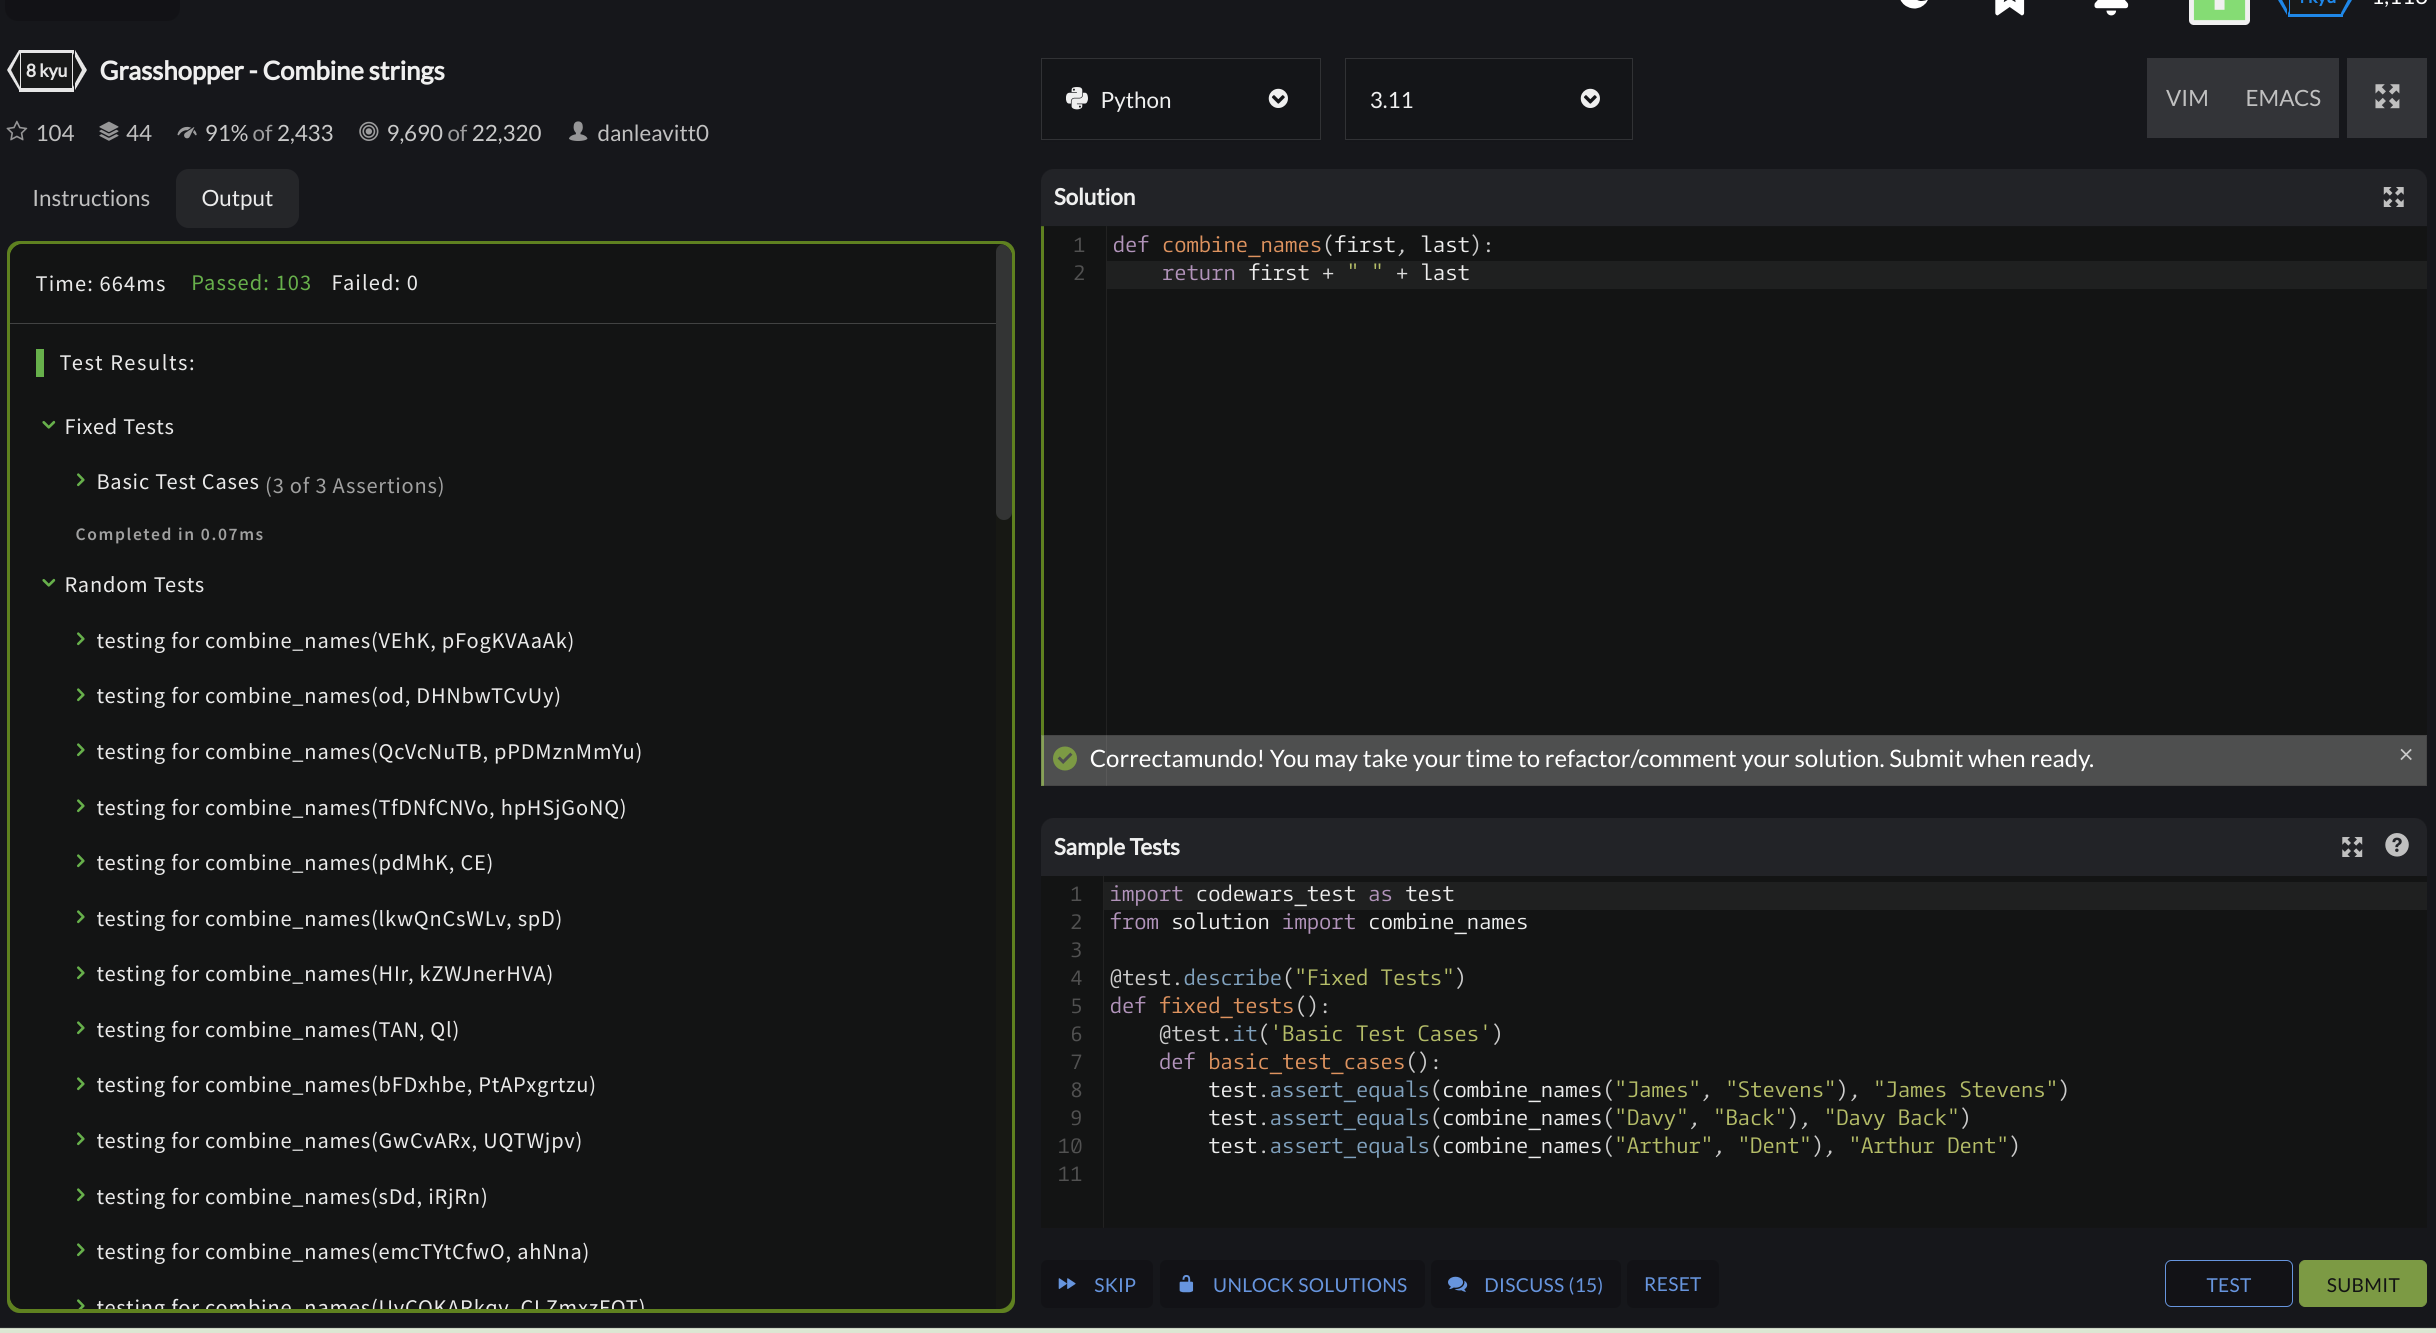 8 kyu Grasshopper - Combine strings
104 44 91% of 2,433 9,690 of 22,320 danleavitt0
Instructions Output
Time: 664ms Passed: 103 Failed: 0
Test Results:
Fixed Tests
Basic Test Cases (3 of 3 Assertions)
Completed in 0.07ms
Random Tests
testing for combine_names(VEhK, pFogKVAaAk)
testing for combine_names(od, DHNbwTCvUy)
testing for combine_names(QcVcNuTB, pPDMznMmYu)
testing for combine_names(TfDNfCNVo, hpHSjGoNQ)
testing for combine_names(pdMhK, CE)
testing for combine_names(lkwQnCsWLv, spD)
testing for combine_names(HIr, kZWJnerHVA)
testing for combine_names(TAN, Ql)
testing for combine_names(bFDxhbe, PtAPxgrtzu)
testing for combine_names(GwCvARx, UQTWjpv)
testing for combine_names(sDd, iRjRn)
testing for combine_names(emcTYtCfwO, ahNna)
testing for
Python 3.11 VIM EMACS
Solution
1 def combine_names(first, last):
2     return first + " " + last
Correctamundo! You may take your time to refactor/comment your solution. Submit when ready.
Sample Tests
1 import codewars_test as test
2 from solution import combine_names
3
4 @test.describe("Fixed Tests")
5 def fixed_tests():
6     @test.it('Basic Test Cases')
7     def basic_test_cases():
8         test.assert_equals(combine_names("James", "Stevens"), "James Stevens")
9         test.assert_equals(combine_names("Davy", "Back"), "Davy Back")
10         test.assert_equals(combine_names("Arthur", "Dent"), "Arthur Dent")
11
SKIP UNLOCK SOLUTIONS DISCUSS (15) RESET TEST SUBMIT